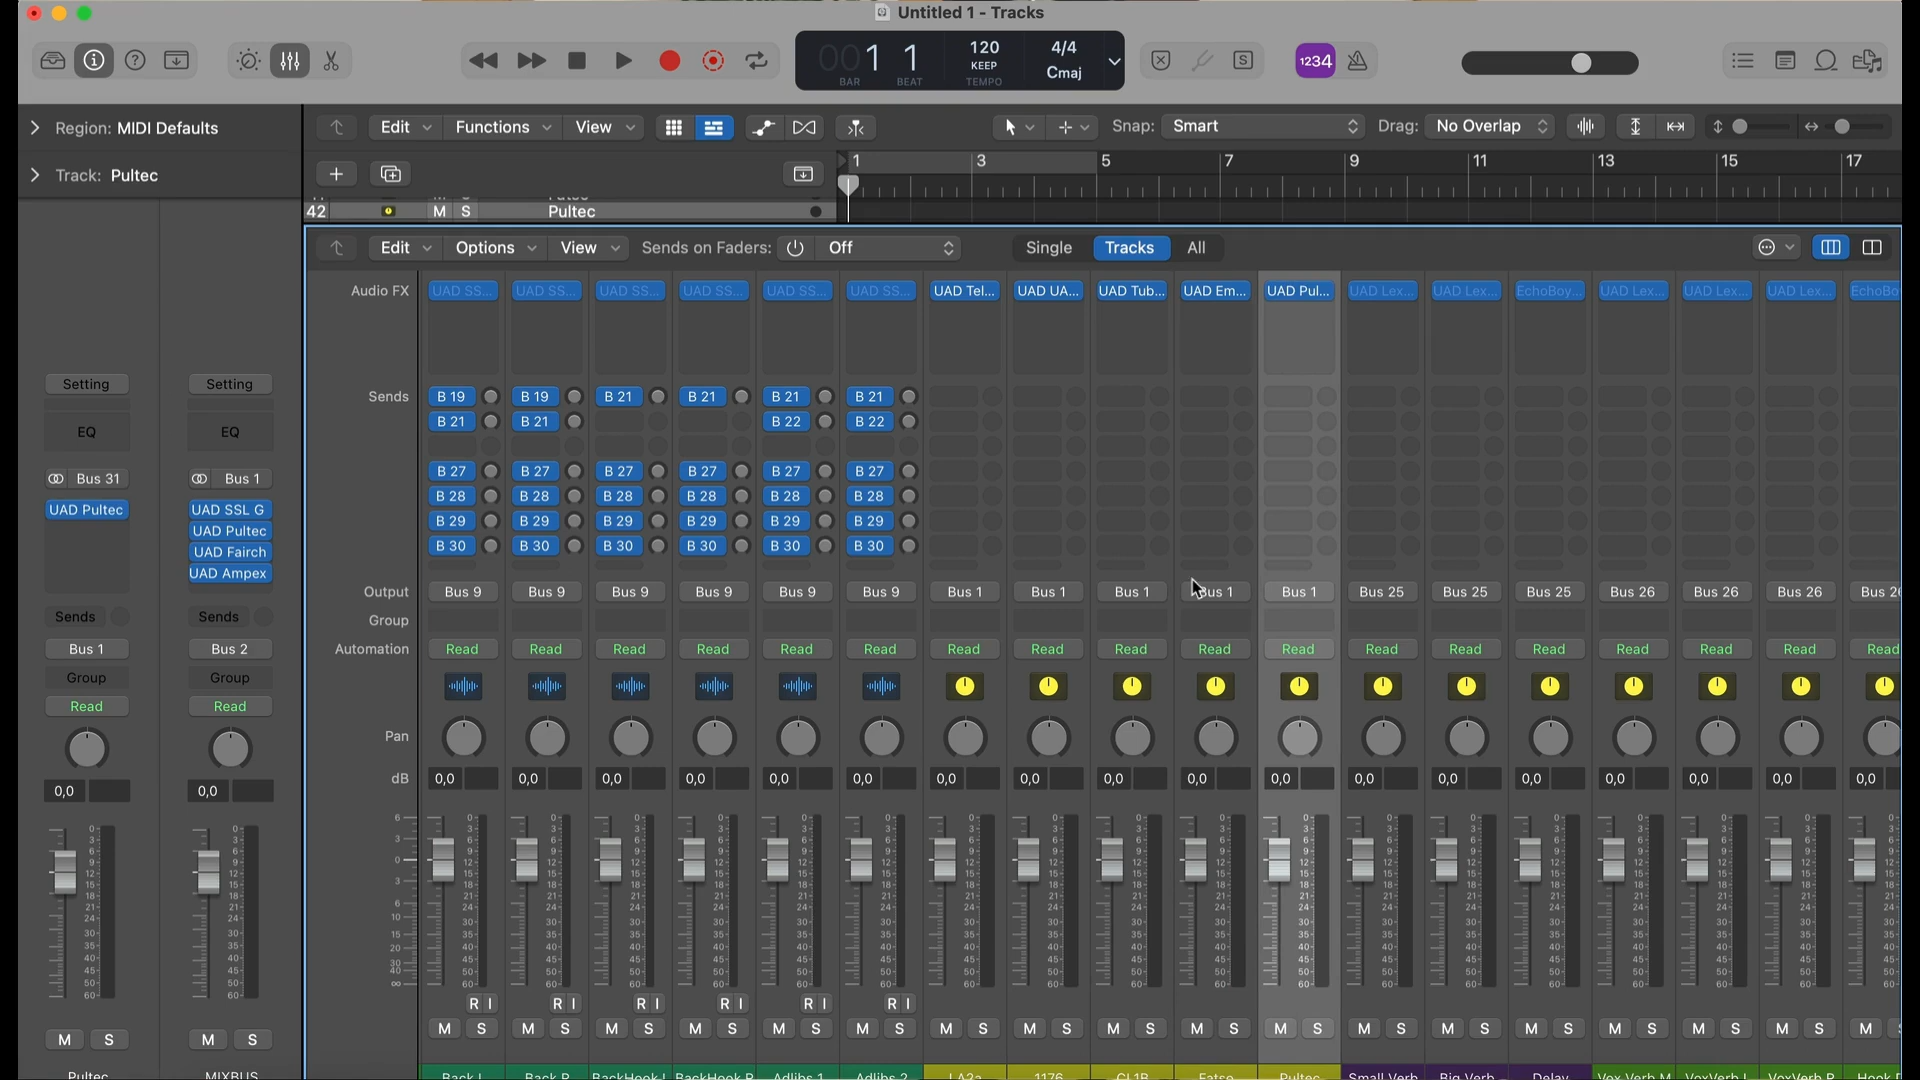 Untitled 1 - Tracks
001 1 120 KEEP 4/4 Cmaj
BAR BEAT TEMPO
S 1234
Region: MIDI Defaults
Edit Functions View Snap: Smart Drag: No Overlap
Track: Pultec
1 3 5 7 9 11 13 15 17
42 M S Pultec
Edit Options View Sends on Faders: Off Single Tracks All
Audio FX UAD SS... UAD SS... UAD SS... UAD SS... UAD SS... UAD SS... UAD Tel... UAD UA... UAD Tub... UAD Em... UAD Pul... UAD Lex... UAD Lex... EchoBoy... UAD Lex... UAD Lex... UAD Lex... EchoBo
Setting Setting
Sends B 19 B 19 B 21 B 21 B 21 B 21
B 21 B 21 B 22 B 22
EQ EQ
B 27 B 27 B 27 B 27 B 27 B 27
Bus 31 Bus 1
B 28 B 28 B 28 B 28 B 28 B 28
UAD Pultec UAD SSL G
B 29 B 29 B 29 B 29 B 29 B 29
UAD Pultec
B 30 B 30 B 30 B 30 B 30 B 30
UAD Fairch
UAD Ampex
Output Bus 9 Bus 9 Bus 9 Bus 9 Bus 9 Bus 9 Bus 1 Bus 1 Bus 1 Bus 1 Bus 1 Bus 25 Bus 25 Bus 25 Bus 26 Bus 26 Bus 26 Bus 26
Sends Sends
Group
Bus 1 Bus 2
Automation Read Read Read Read Read Read Read Read Read Read Read Read Read Read Read Read Read Read
Group Group
Read Read
Pan
dB 0,0 0,0 0,0 0,0 0,0 0,0 0,0 0,0 0,0 0,0 0,0 0,0 0,0 0,0 0,0 0,0 0,0 0,0
0,0 0,0
R I R I R I R I R I R I
M S M S M S M S M S M S M S M S M S M S M S M S M S M S M S M S M S M
M S M S
Pultec MIXBUS Back L Back R BackHook L BackHook R Adlibs 1 Adlibs 2 LA2a 1176 CL1B Fatso Pultec Small Verb Big Verb Delay Vox Verb M VoxVerb L VoxVerb R